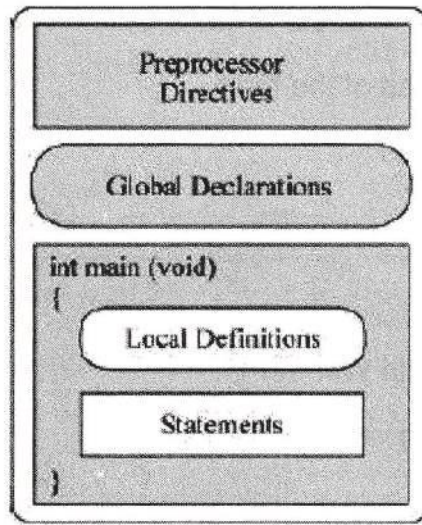 Preprocessor
Directives
Global Declarations
int main (void)
{
Local Definitions
Statements
}